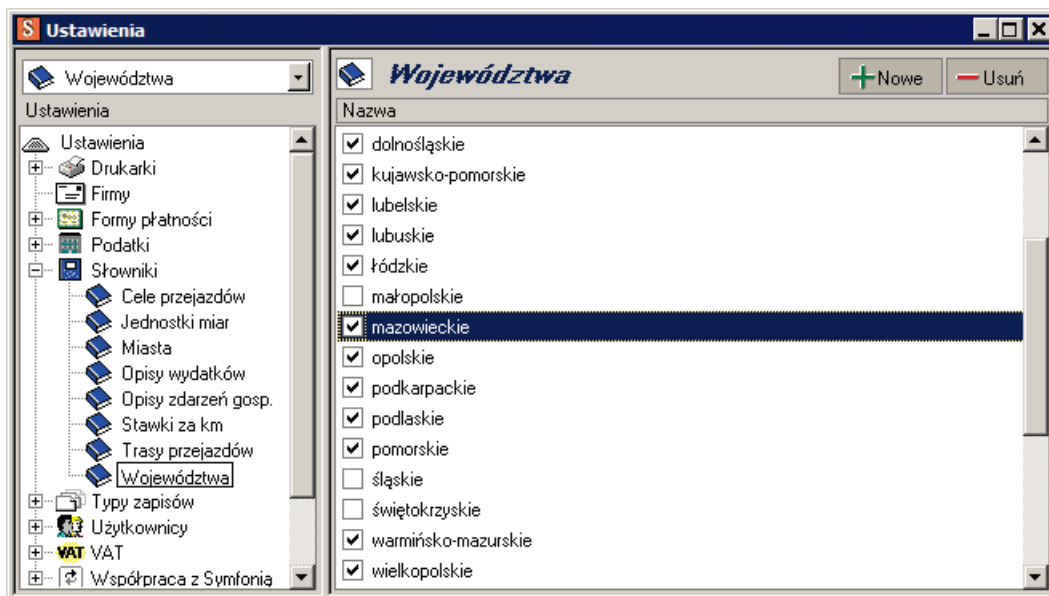 S Ustawienia
Województwa
Ustawienia
Ustawienia
Drukarki
Firmy
Formy płatności
Podatki
Słowniki
Cele przejazdów
Jednostki miar
Miasta
Opisy wydatków
Opisy zdarzeń gosp.
Stawki za km
Trasy przejazdów
Województwa
Typy zapisów
Użytkownicy
VAT VAT
Współpraca z Symfonią
Województwa
Nowe
Usuń
Nazwa
dolnośląskie
kujawsko-pomorskie
lubelskie
lubuskie
łódzkie
małopolskie
mazowieckie
opolskie
podkarpackie
podlaskie
pomorskie
śląskie
świętokrzyskie
warmińsko-mazurskie
wielkopolskie